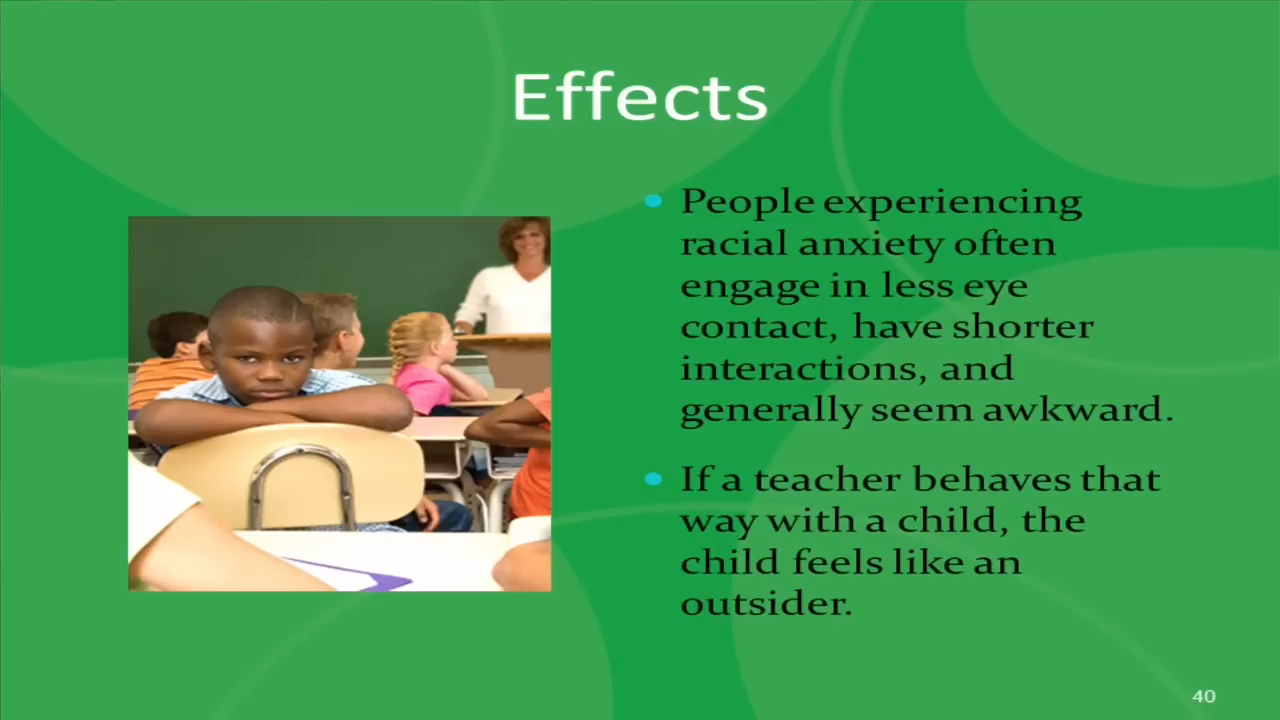 Effects
• People experiencing
racial anxiety often
engage in less eye
contact, have shorter
interactions, and
generally seem awkward.
• If a teacher behaves that
way with a child, the
child feels like an
outsider.
40